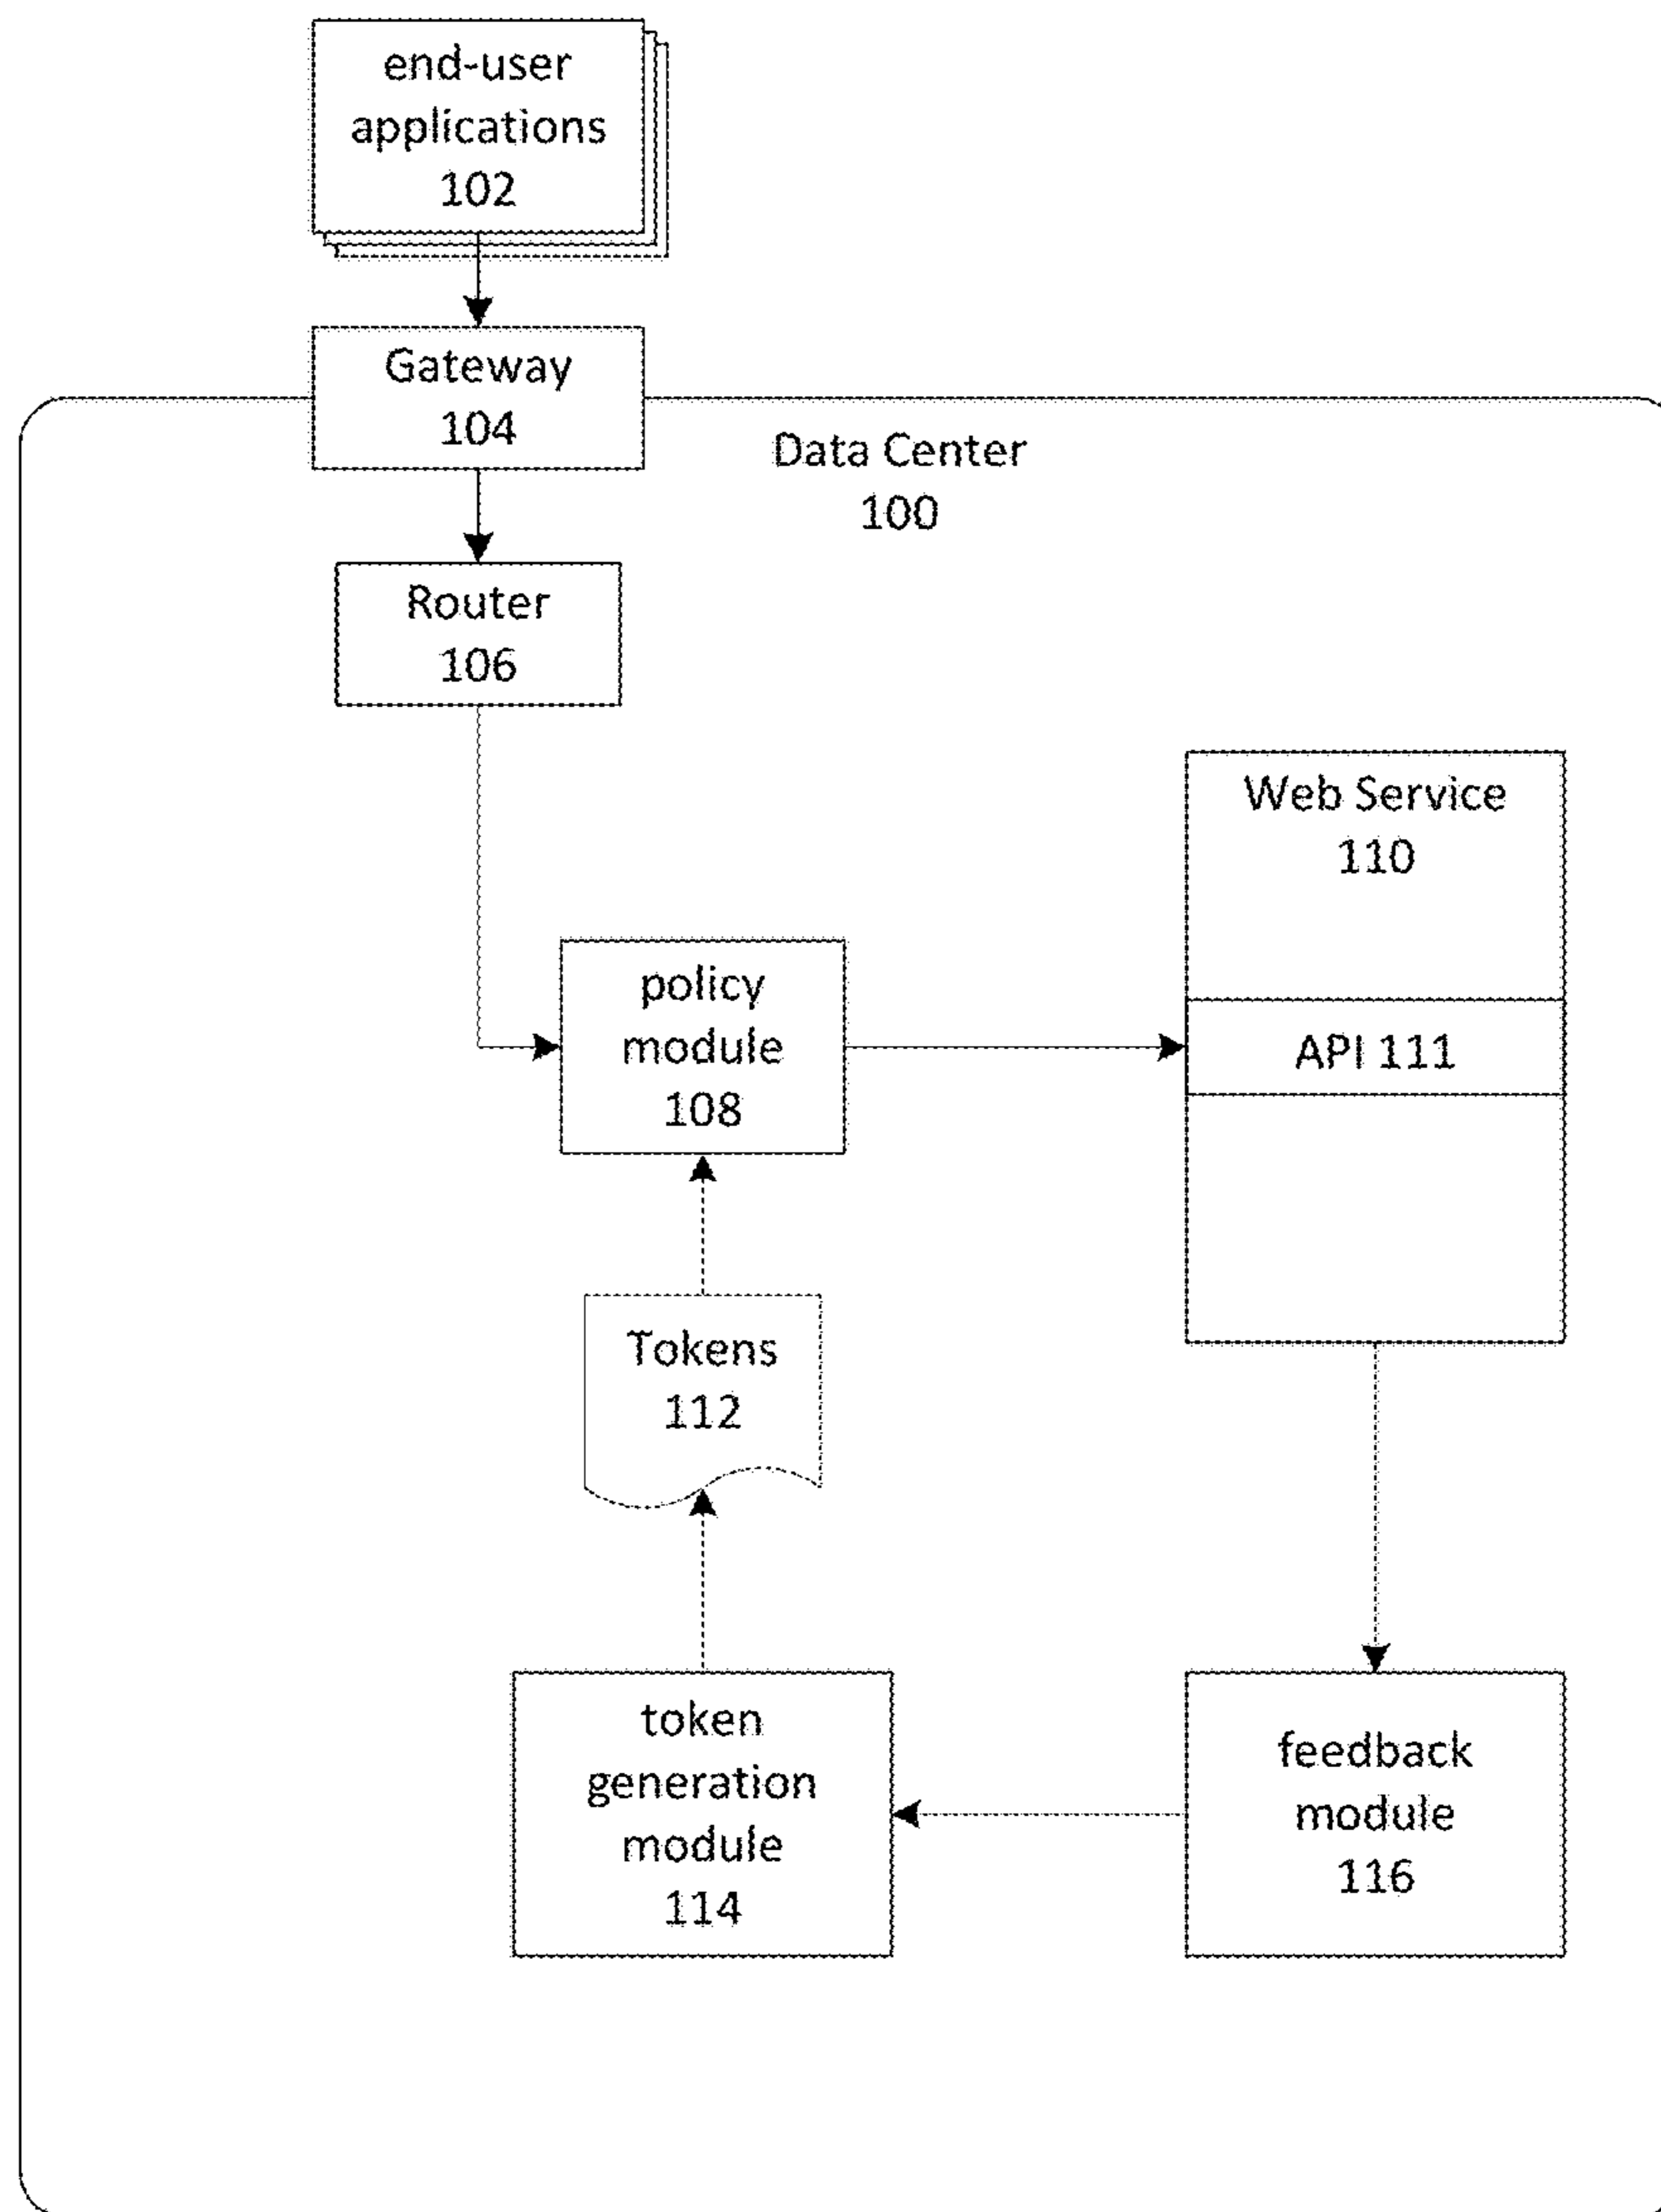 end-user
applications
102
Gateway
104
Data Center
100
Router
106
Web Service
110
policy
module
108
API 111
Tokens
112
token
generation
module
114
feedback
module
116